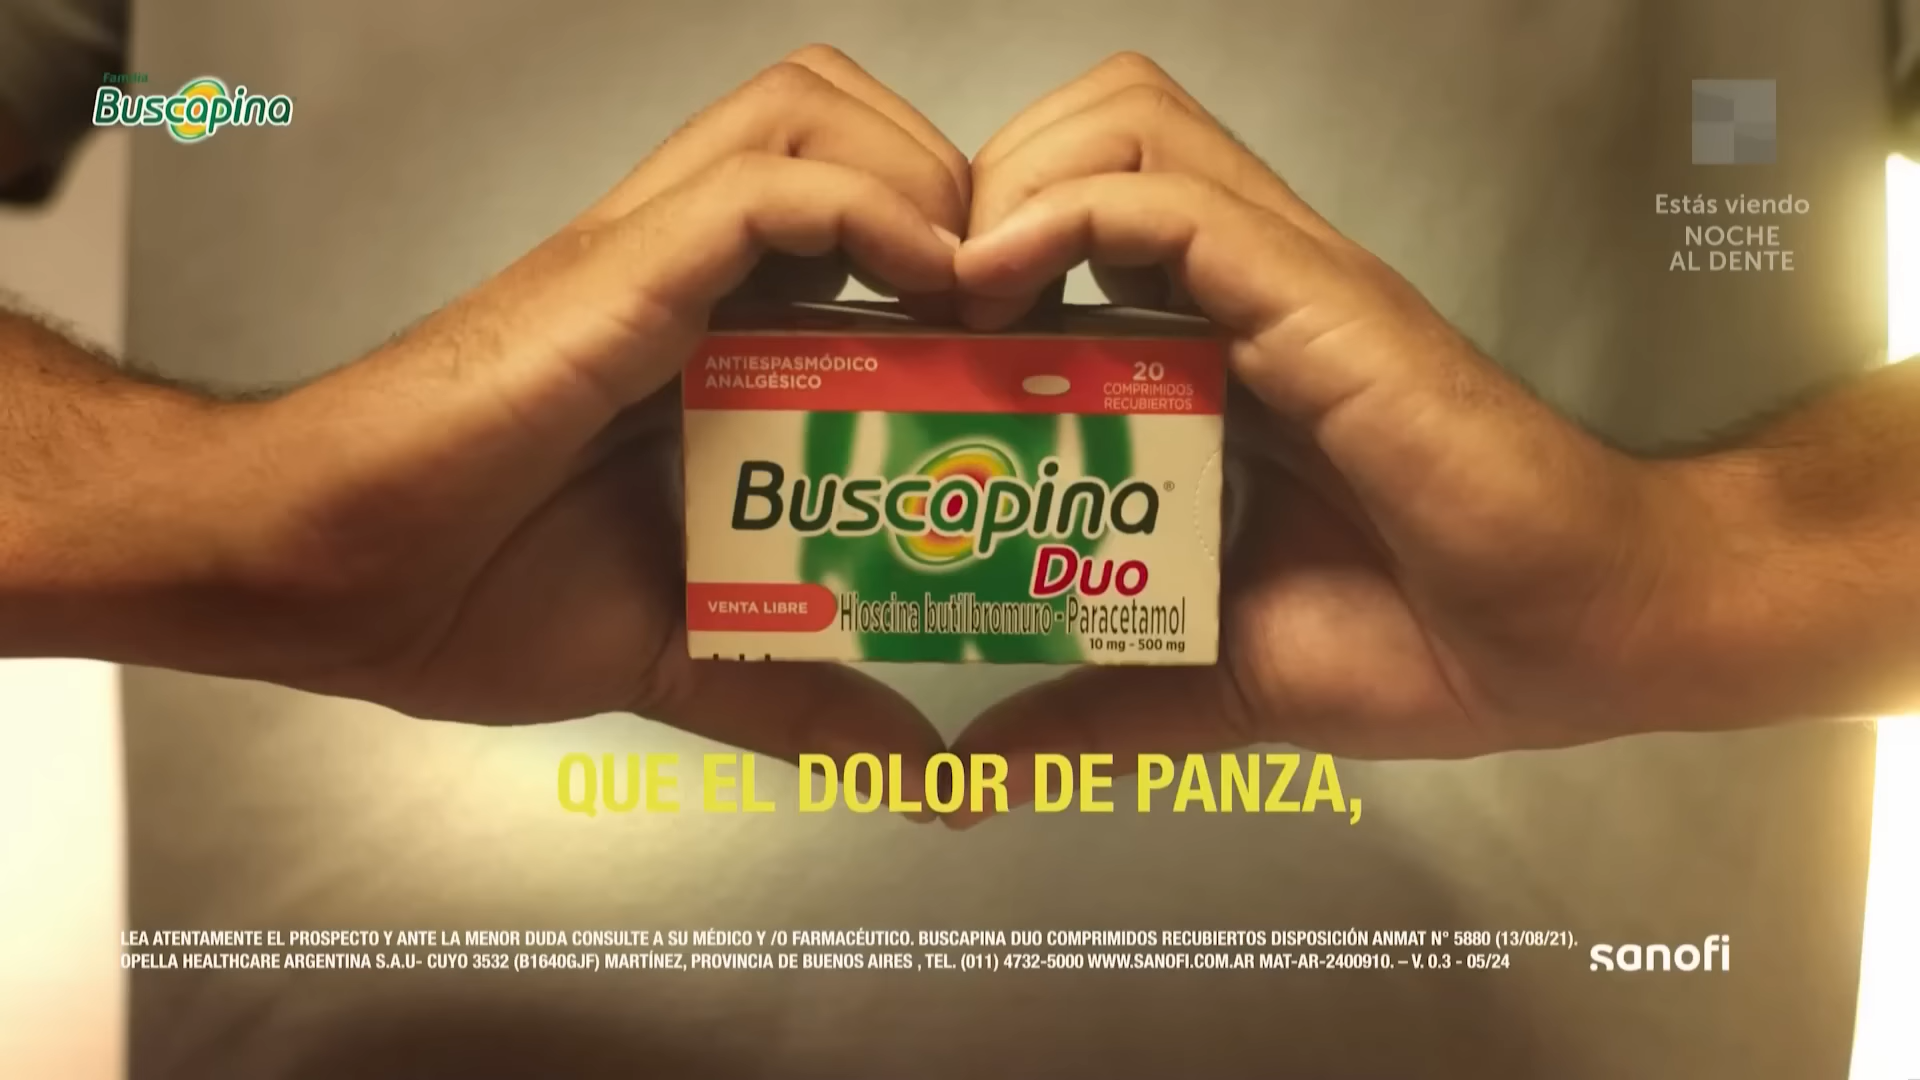 Familia
Buscapina
Estás viendo
NOCHE
AL DENTE
ANTIESPASMÓDICO
ANALGÉSICO
20
COMPRIMIDOS
RECUBIERTOS
Buscapina®
Duo
VENTA LIBRE
Hioscina butilbromuro - Paracetamol
10 mg - 500 mg
QUE EL DOLOR DE PANZA,
LEA ATENTAMENTE EL PROSPECTO Y ANTE LA MENOR DUDA CONSULTE A SU MÉDICO Y /O FARMACÉUTICO. BUSCAPINA DUO COMPRIMIDOS RECUBIERTOS DISPOSICIÓN ANMAT N° 5880 (13/08/21).
OPELLA HEALTHCARE ARGENTINA S.A.U- CUYO 3532 (B1640GJF) MARTÍNEZ, PROVINCIA DE BUENOS AIRES , TEL. (011) 4732-5000 WWW.SANOFI.COM.AR MAT-AR-2400910. – V. 0.3 - 05/24
sanofi